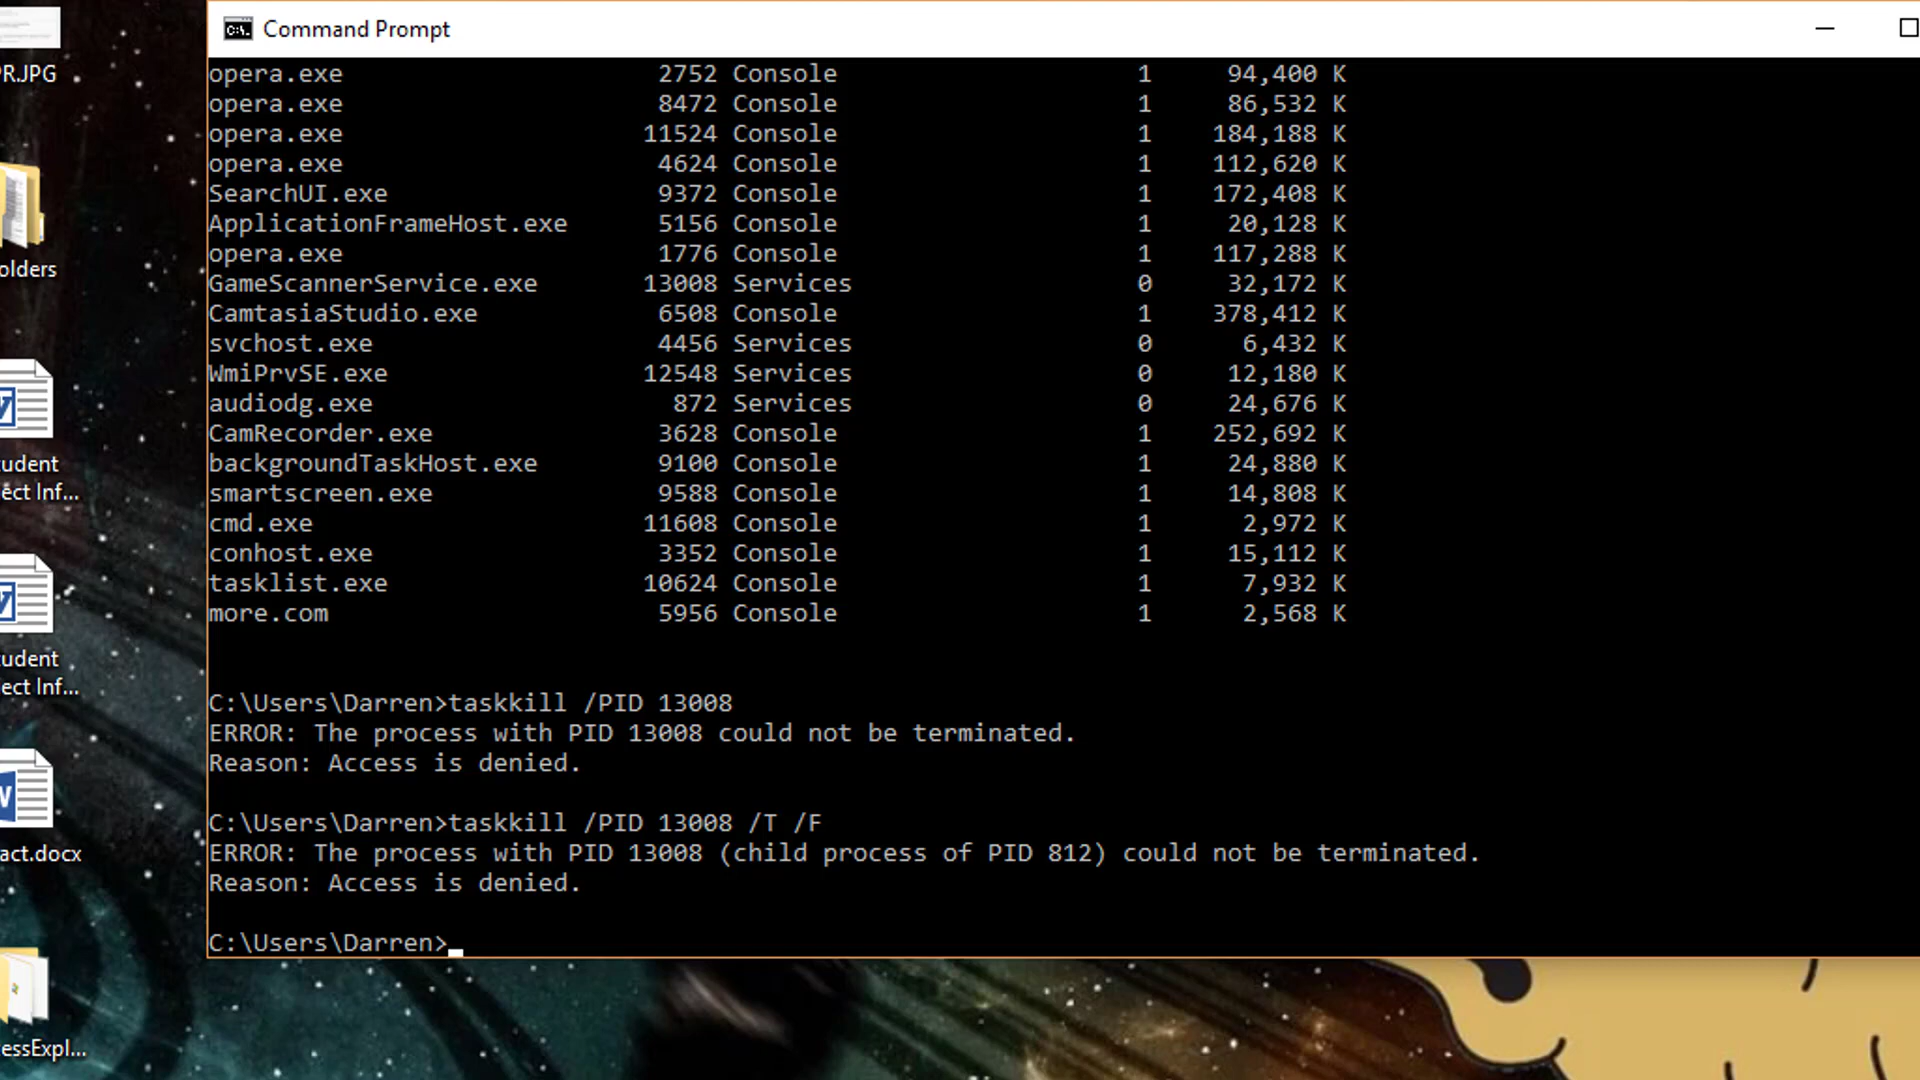 Command Prompt
opera.exe 2752 Console 1 94,400 K
opera.exe 8472 Console 1 86,532 K
opera.exe 11524 Console 1 184,188 K
opera.exe 4624 Console 1 112,620 K
SearchUI.exe 9372 Console 1 172,408 K
ApplicationFrameHost.exe 5156 Console 1 20,128 K
opera.exe 1776 Console 1 117,288 K
GameScannerService.exe 13008 Services 0 32,172 K
CamtasiaStudio.exe 6508 Console 1 378,412 K
svchost.exe 4456 Services 0 6,432 K
WmiPrvSE.exe 12548 Services 0 12,180 K
audiodg.exe 872 Services 0 24,676 K
CamRecorder.exe 3628 Console 1 252,692 K
backgroundTaskHost.exe 9100 Console 1 24,880 K
smartscreen.exe 9588 Console 1 14,808 K
cmd.exe 11608 Console 1 2,972 K
conhost.exe 3352 Console 1 15,112 K
tasklist.exe 10624 Console 1 7,932 K
more.com 5956 Console 1 2,568 K
C:\Users\Darren>taskkill /PID 13008
ERROR: The process with PID 13008 could not be terminated.
Reason: Access is denied.
C:\Users\Darren>taskkill /PID 13008 /T /F
ERROR: The process with PID 13008 (child process of PID 812) could not be terminated.
Reason: Access is denied.
C:\Users\Darren>
PR.JPG
olders
tudent
ect Inf...
tudent
ect Inf...
act.docx
essExpl...